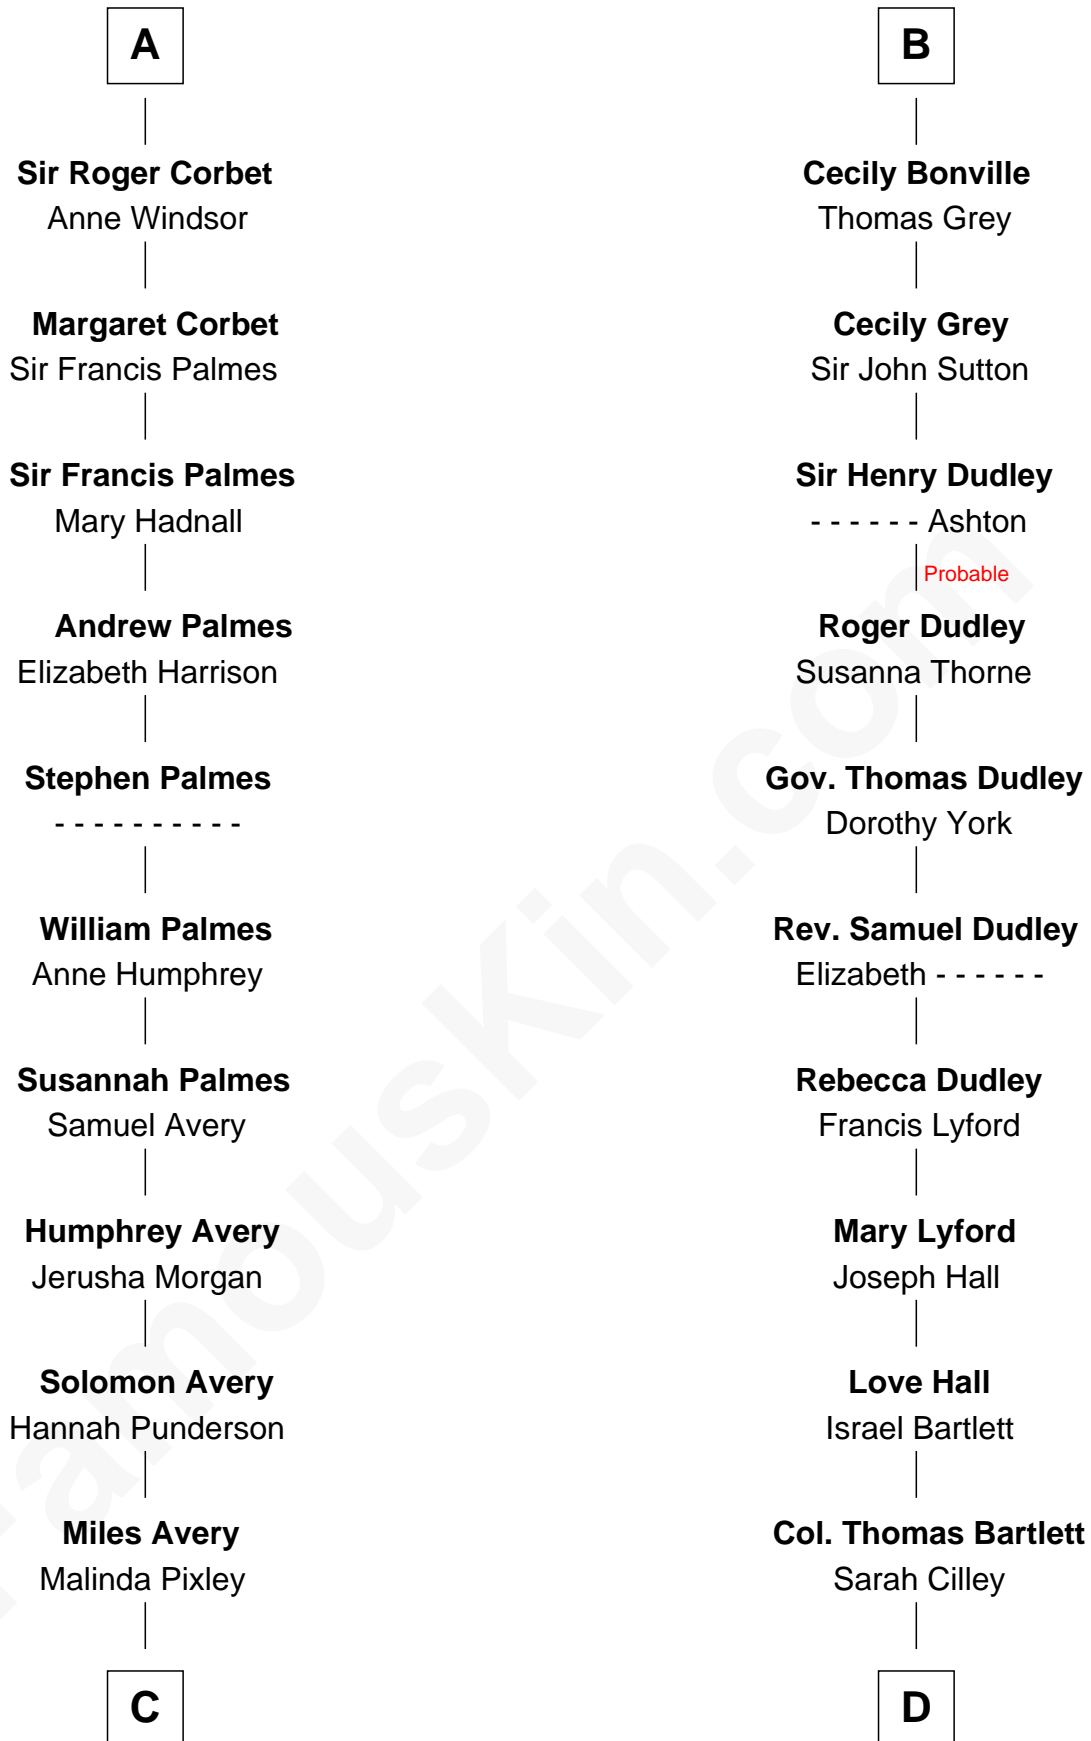 A
Sir Roger Corbet
Anne Windsor
Margaret Corbet
Sir Francis Palmes
Sir Francis Palmes
Mary Hadnall
Andrew Palmes
Elizabeth Harrison
Stephen Palmes
- - - - - - - - - -
William Palmes
Anne Humphrey
Susannah Palmes
Samuel Avery
Humphrey Avery
Jerusha Morgan
Solomon Avery
Hannah Punderson
Miles Avery
Malinda Pixley
C
B
Cecily Bonville
Thomas Grey
Cecily Grey
Sir John Sutton
Sir Henry Dudley
- - - - - - Ashton
Probable
Roger Dudley
Susanna Thorne
Gov. Thomas Dudley
Dorothy York
Rev. Samuel Dudley
Elizabeth - - - - - -
Rebecca Dudley
Francis Lyford
Mary Lyford
Joseph Hall
Love Hall
Israel Bartlett
Col. Thomas Bartlett
Sarah Cilley
D
FamousKin.com